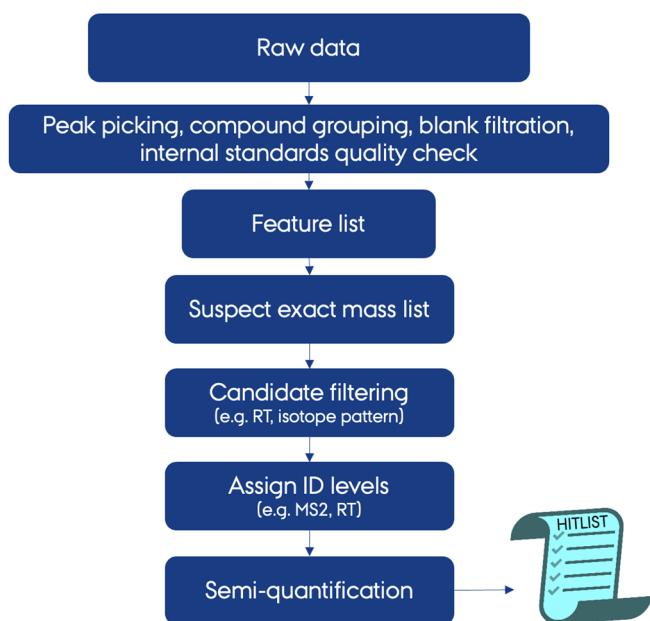 Raw data
Peak picking, compound grouping, blank filtration,
internal standards quality check
Feature list
Suspect exact mass list
Candidate filtering
(e.g. RT, isotope pattern)
Assign ID levels
(e.g. MS2, RT)
Semi-quantification
HITLIST